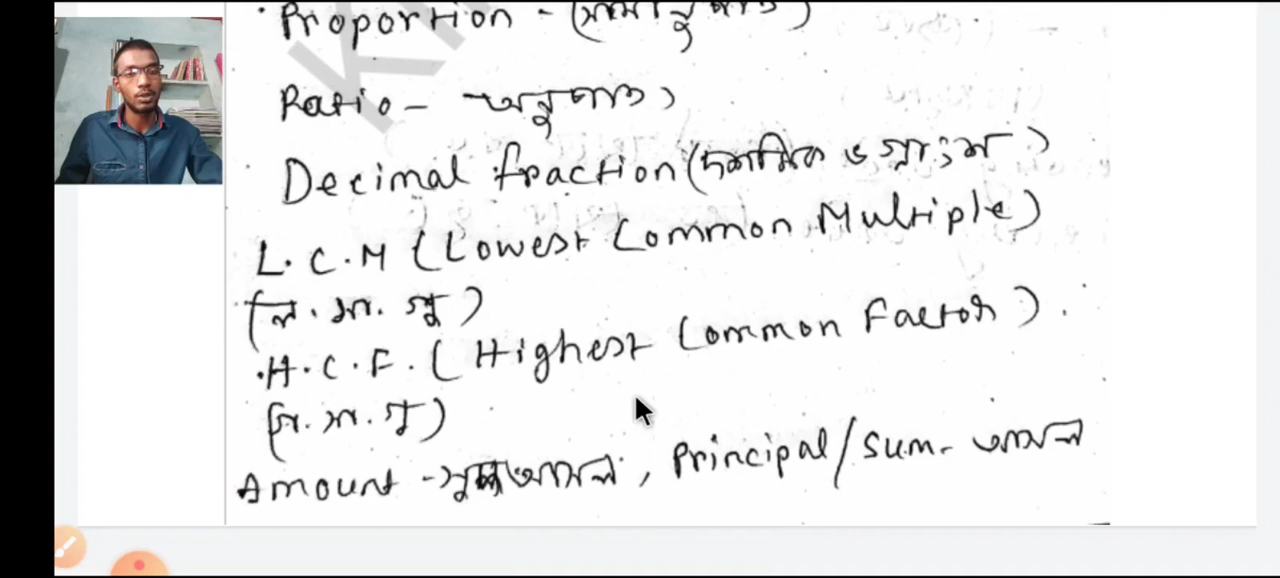 Proportion - (সমানুপাত)
Ratio - অনুপাত
Decimal fraction (দশমিক ও ভগ্নাংশ)
L.C.M (Lowest Common Multiple)
(ল.সা.গু)
H.C.F. (Highest Common Factor).
(গ.সা.গু)
Amount - সুদআসল, Principal/Sum - আসল